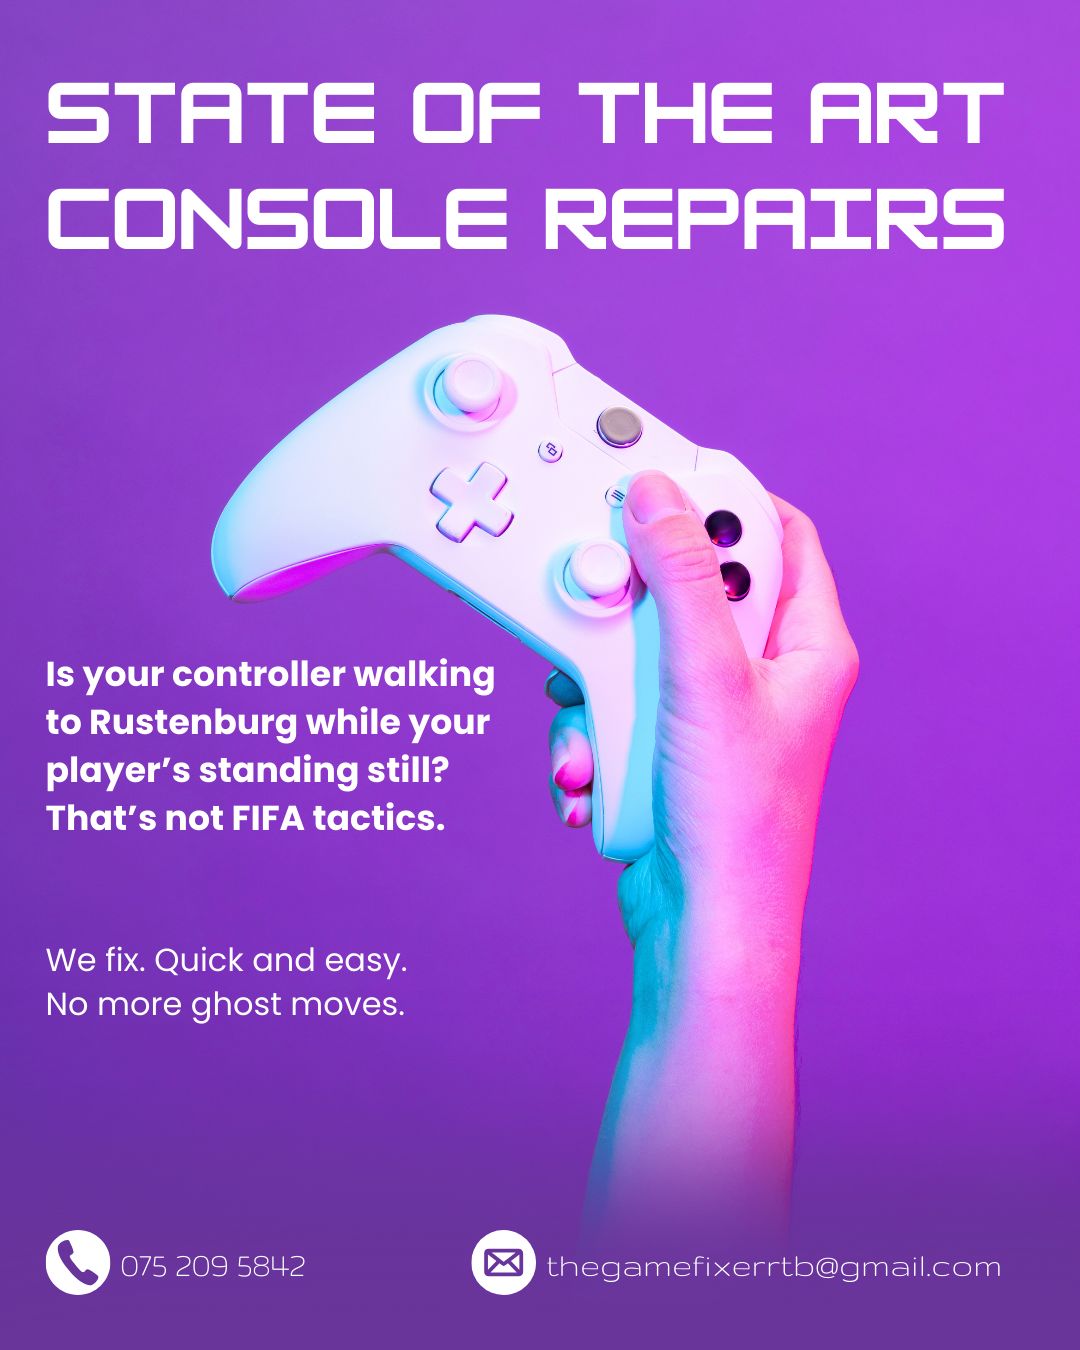 STATE OF THE ART
CONSOLE REPAIRS
Is your controller walking
to Rustenburg while your
player’s standing still?
That’s not FIFA tactics.
We fix. Quick and easy.
No more ghost moves.
075 209 5842
thegamefixerrtb@gmail.com